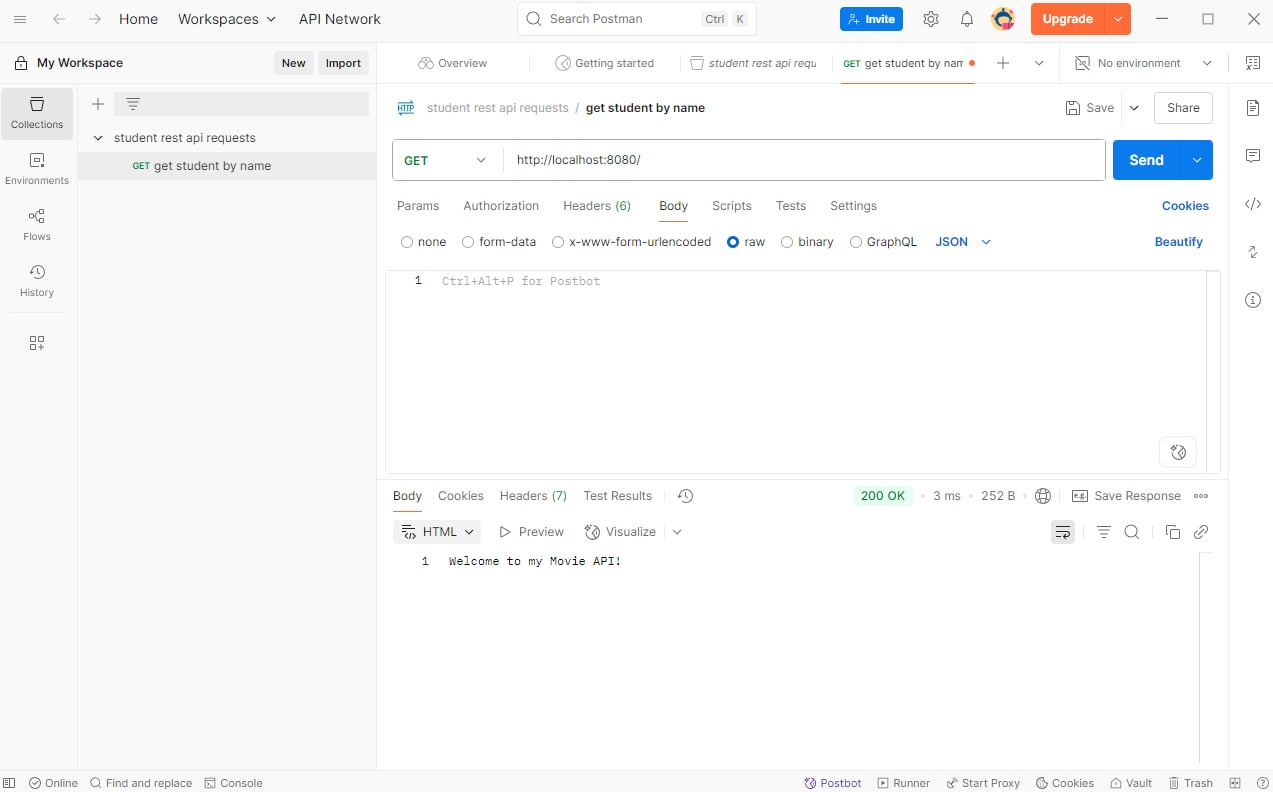 Home Workspaces API Network Search Postman Ctrl K Invite Upgrade
My Workspace New Import Overview Getting started student rest api requ GET get student by nam No environment
Collections
Environments
Flows
History
student rest api requests
GET get student by name
HTTP student rest api requests / get student by name Save Share
GET http://localhost:8080/ Send
Params Authorization Headers (6) Body Scripts Tests Settings Cookies
none form-data x-www-form-urlencoded raw binary GraphQL JSON Beautify
1 Ctrl+Alt+P for Postbot
Body Cookies Headers (7) Test Results 200 OK • 3 ms • 252 B • e.g. Save Response
HTML Preview Visualize
1 Welcome to my Movie API!
Online Find and replace Console Postbot Runner Start Proxy Cookies Vault Trash